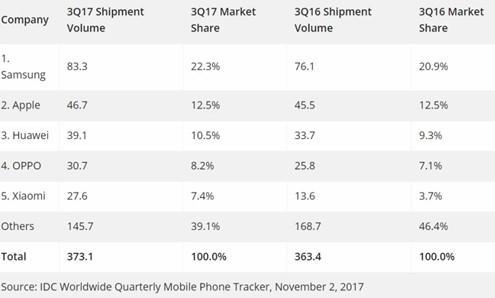 Company 3Q17 Shipment Volume 3Q17 Market Share 3Q16 Shipment Volume 3Q16 Market Share
1. Samsung 83.3 22.3% 76.1 20.9%
2. Apple 46.7 12.5% 45.5 12.5%
3. Huawei 39.1 10.5% 33.7 9.3%
4. OPPO 30.7 8.2% 25.8 7.1%
5. Xiaomi 27.6 7.4% 13.6 3.7%
Others 145.7 39.1% 168.7 46.4%
Total 373.1 100.0% 363.4 100.0%
Source: IDC Worldwide Quarterly Mobile Phone Tracker, November 2, 2017